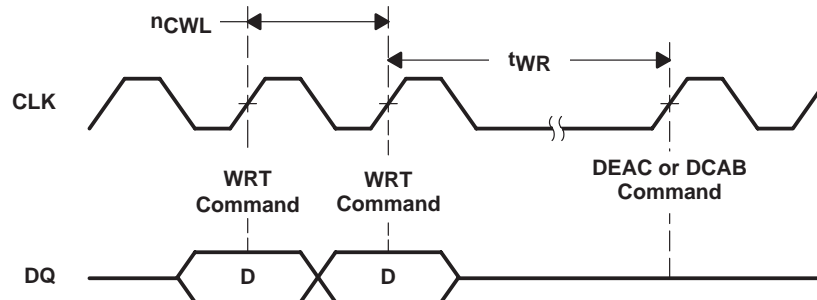 nCWL
tWR
CLK
WRT
Command
WRT
Command
DEAC or DCAB
Command
DQ
D
D